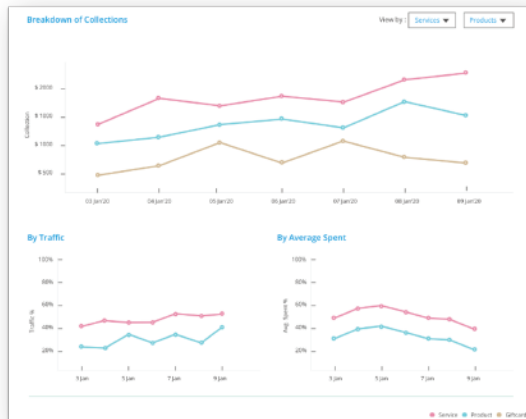 Breakdown of Collections
View by : Services ▼ Products ▼
Collection
$ 2000
$ 1500
$ 1000
$ 500
03 Jan'20 04 Jan'20 05 Jan'20 06 Jan'20 07 Jan'20 08 Jan'20 09 Jan'20
By Traffic
Traffic %
100%
80%
60%
40%
20%
3 Jan 5 Jan 7 Jan 9 Jan
By Average Spent
Avg. Spent %
100%
80%
60%
40%
20%
3 Jan 5 Jan 7 Jan 9 Jan
Service Product Giftcard